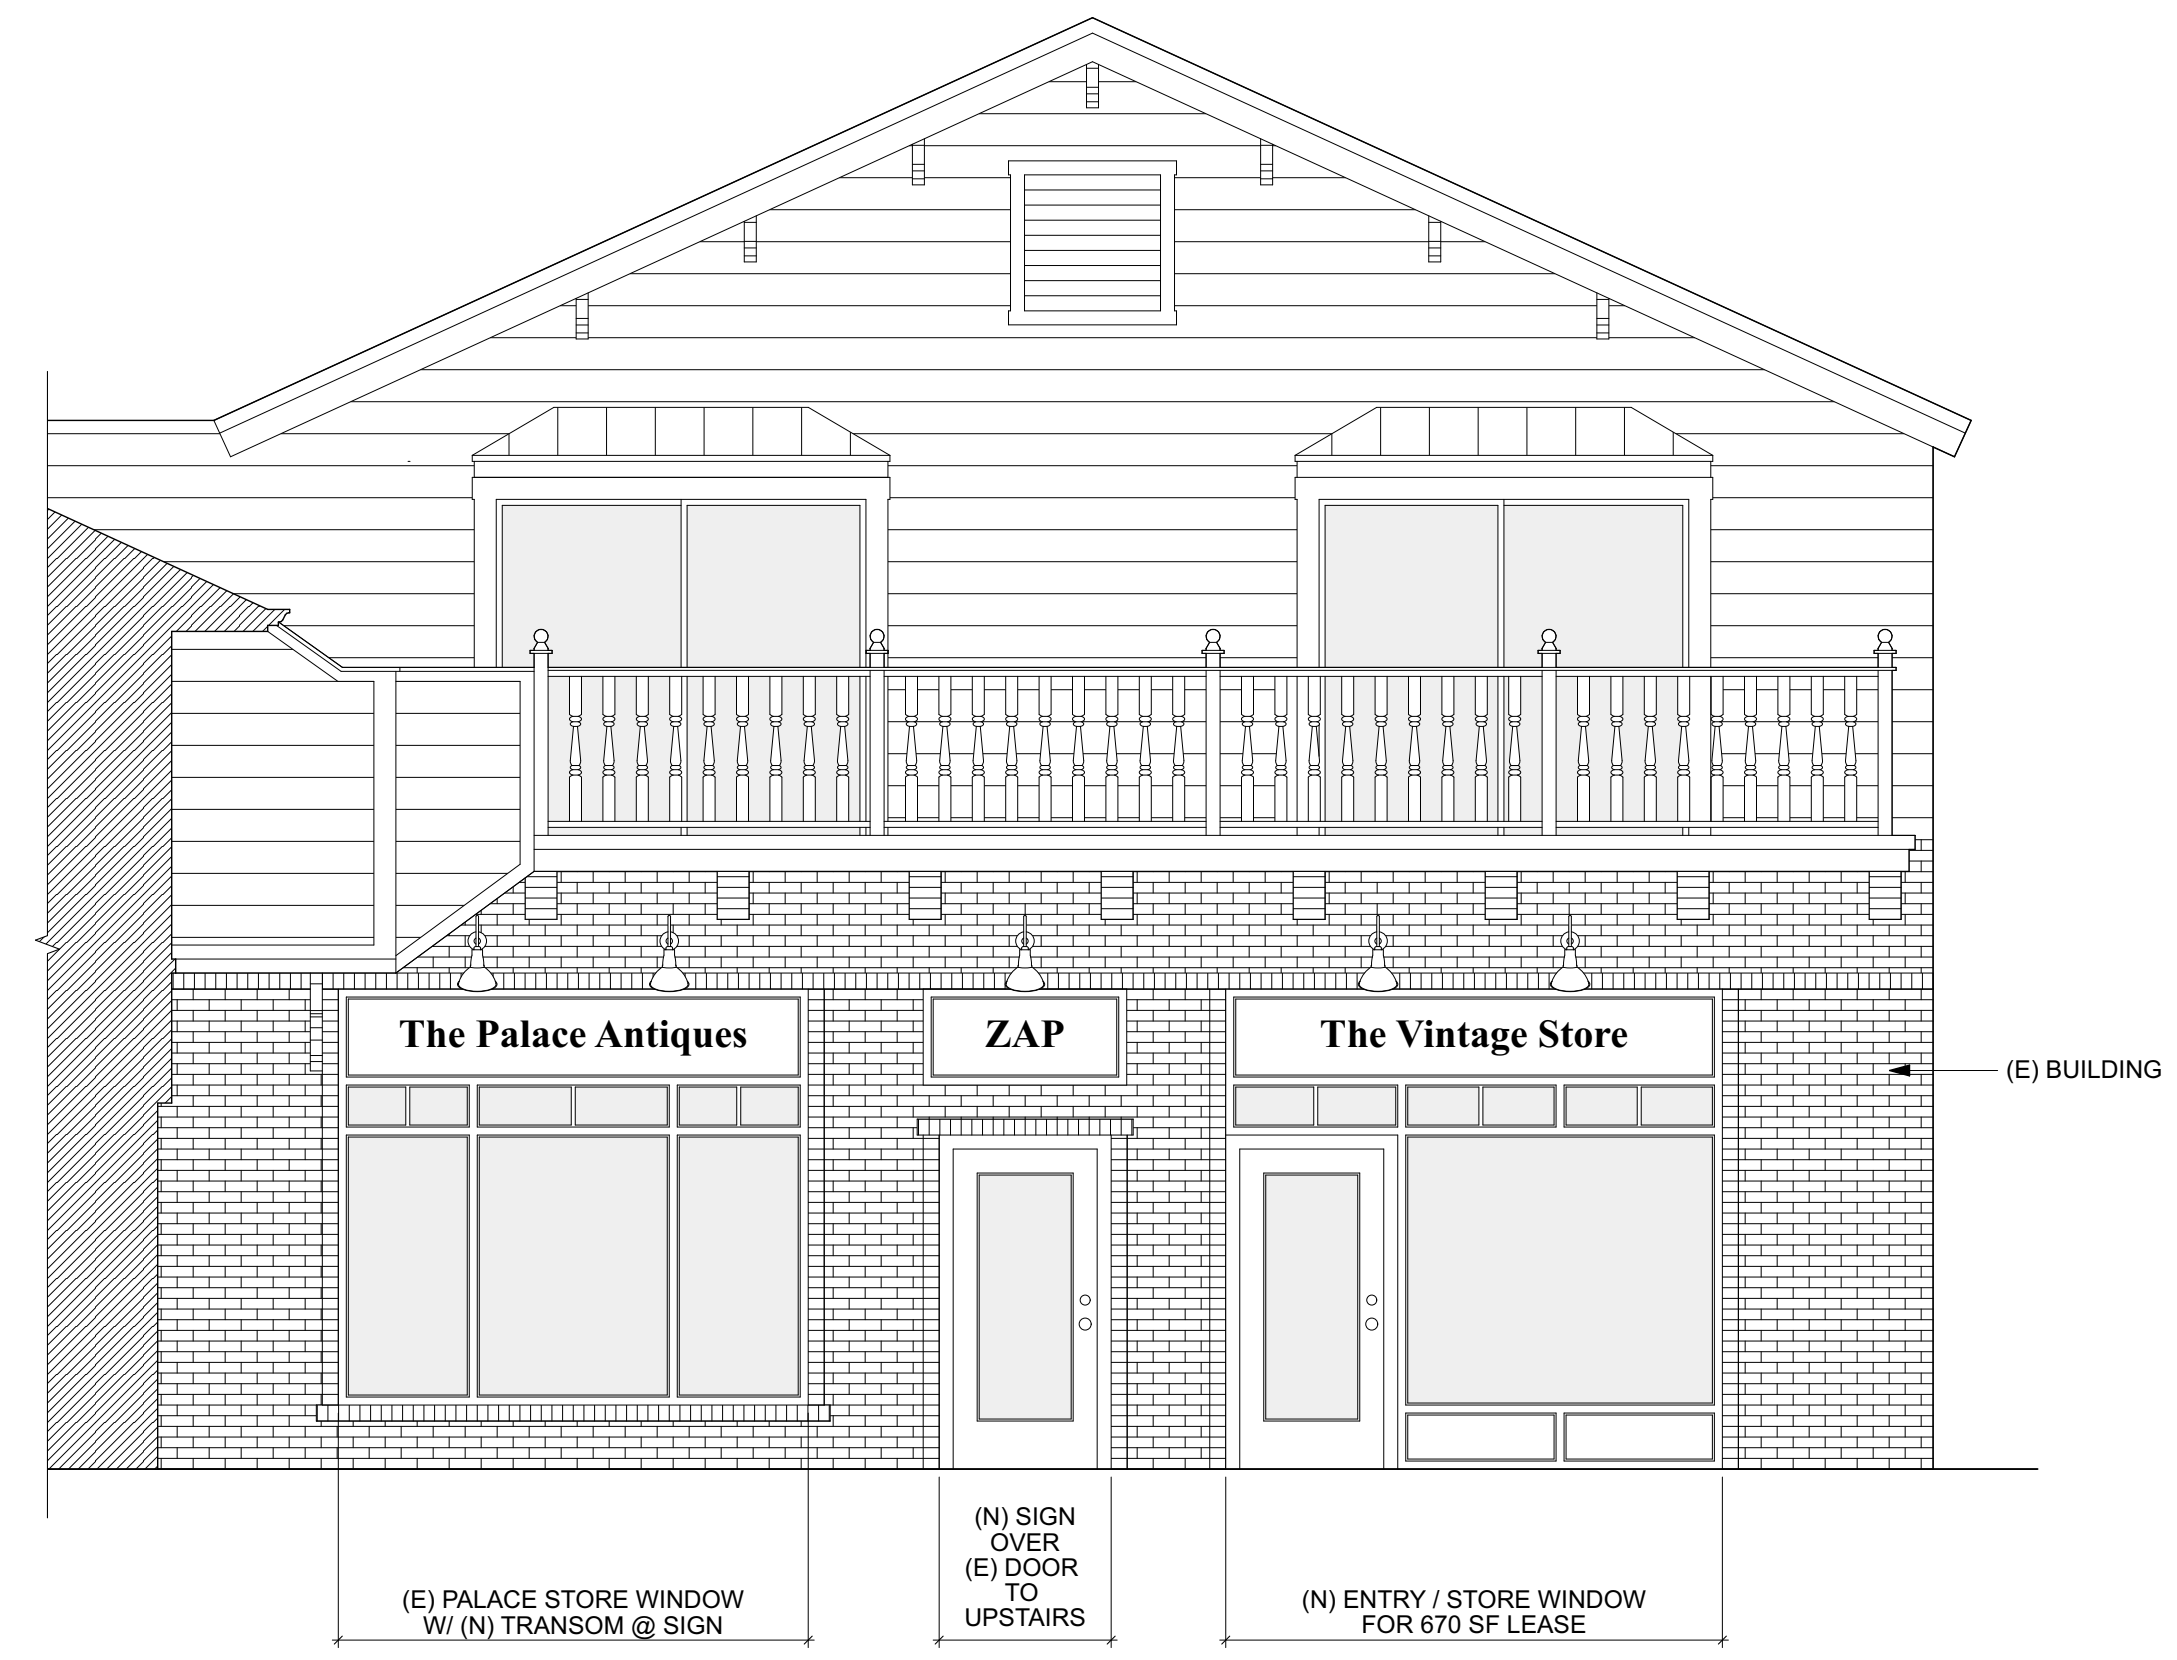 The Palace Antiques
ZAP
The Vintage Store
(E) BUILDING
(E) PALACE STORE WINDOW
W/ (N) TRANSOM @ SIGN
(N) SIGN
OVER
(E) DOOR
TO
UPSTAIRS
(N) ENTRY / STORE WINDOW
FOR 670 SF LEASE